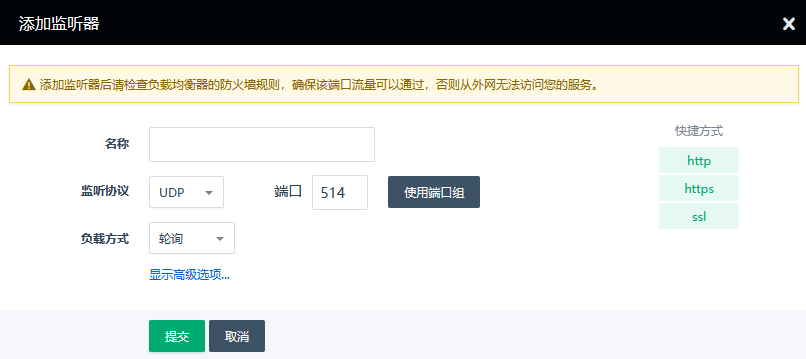 添加监听器
添加监听器后请检查负载均衡器的防火墙规则，确保该端口流量可以通过，否则从外网无法访问您的服务。
名称
快捷方式
http
监听协议 UDP 端口 514 使用端口组
https
ssl
负载方式 轮询
显示高级选项...
提交 取消